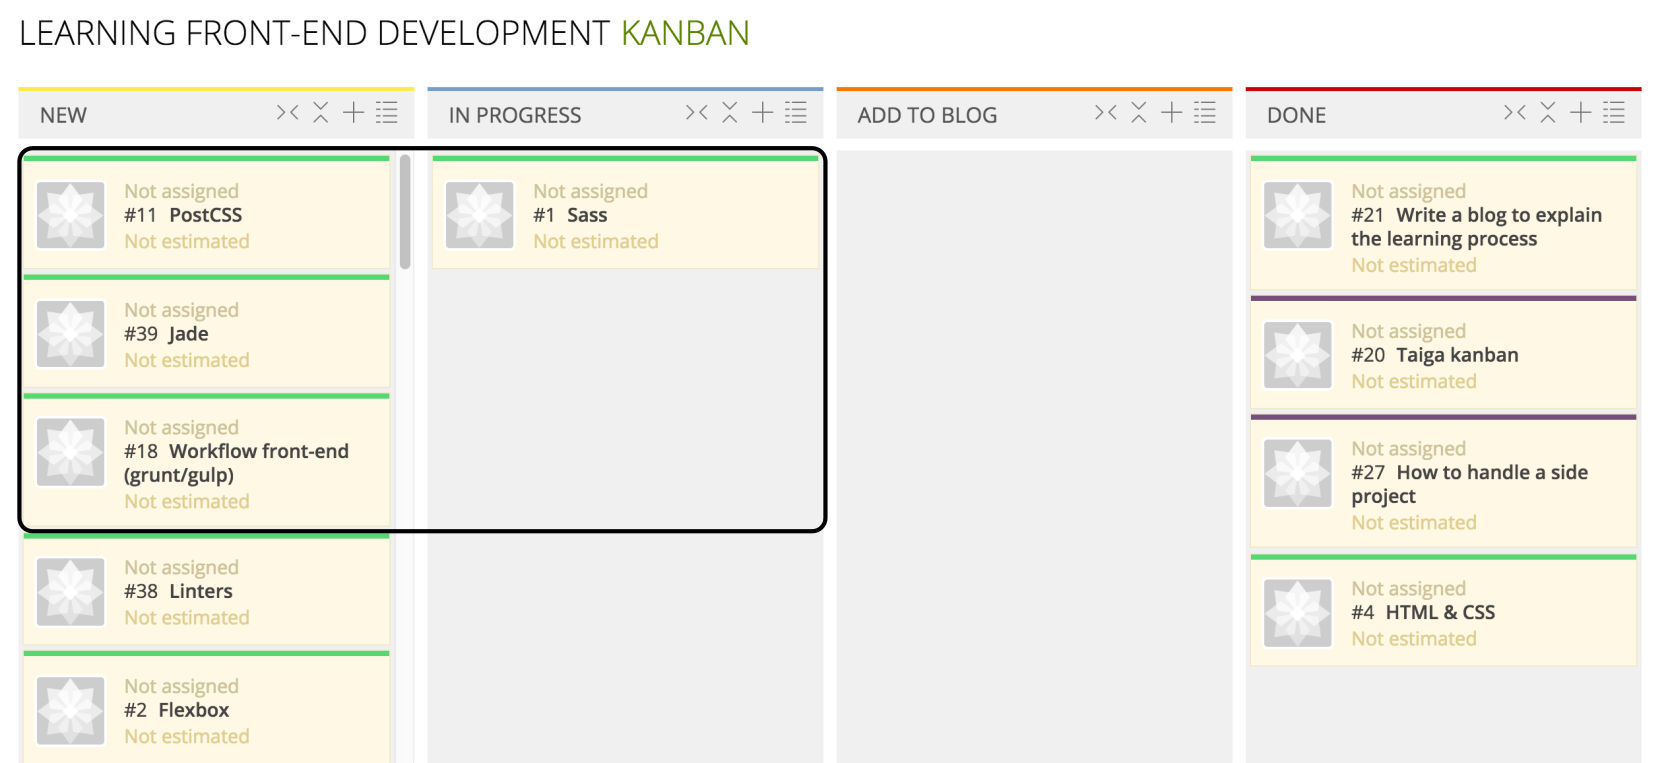 LEARNING FRONT-END DEVELOPMENT KANBAN
NEW
Not assigned
#11 PostCSS
Not estimated
Not assigned
#39 Jade
Not estimated
Not assigned
#18 Workflow front-end
(grunt/gulp)
Not estimated
Not assigned
#38 Linters
Not estimated
Not assigned
#2 Flexbox
Not estimated
IN PROGRESS
Not assigned
#1 Sass
Not estimated
ADD TO BLOG
DONE
Not assigned
#21 Write a blog to explain
the learning process
Not estimated
Not assigned
#20 Taiga kanban
Not estimated
Not assigned
#27 How to handle a side
project
Not estimated
Not assigned
#4 HTML & CSS
Not estimated